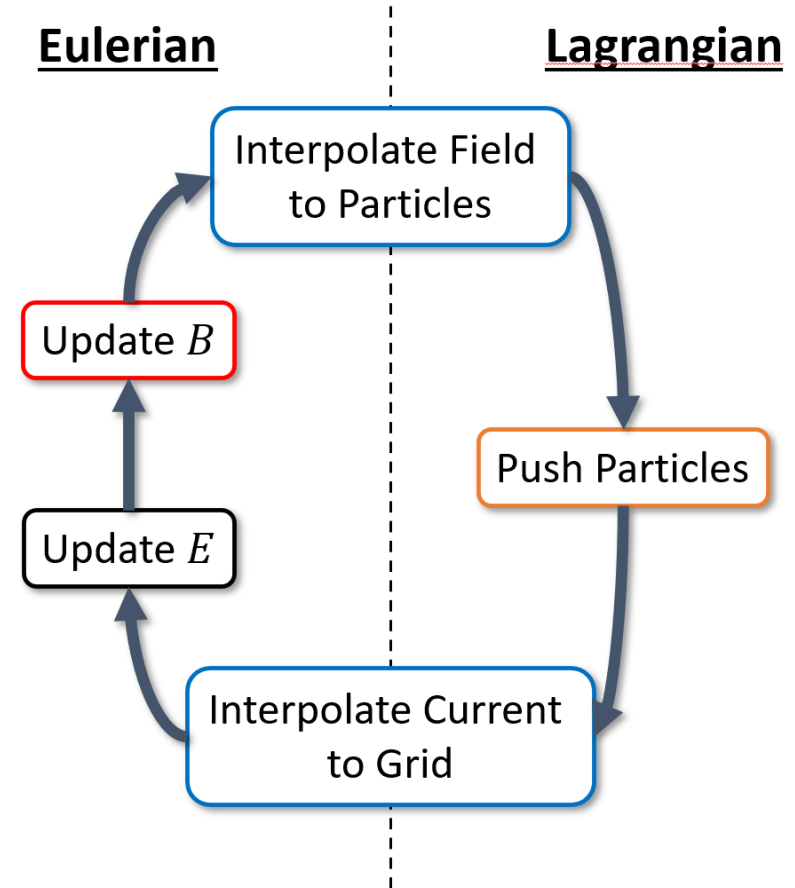 Eulerian
Lagrangian
Interpolate Field
to Particles
Update B
Push Particles
Update E
Interpolate Current
to Grid